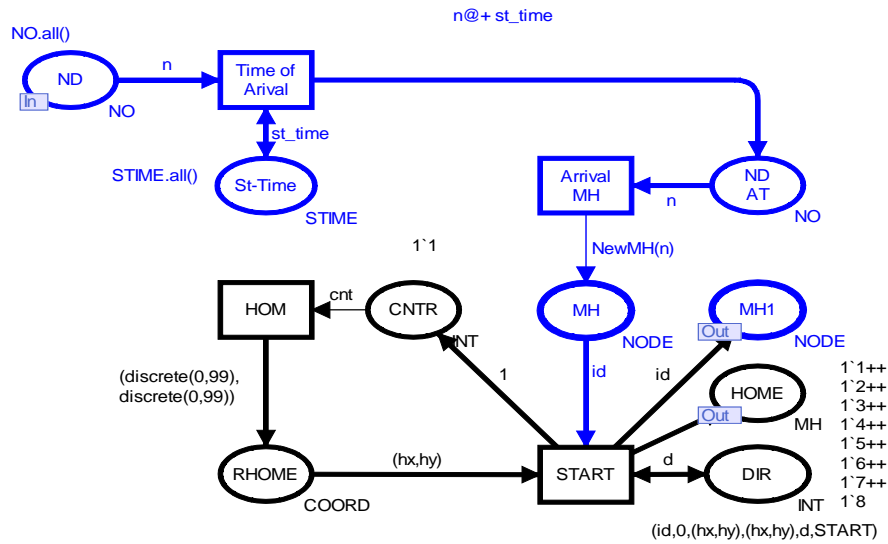 n@+ st_time
NO.all()
ND
In
NO
n
Time of
Arival
st_time
STIME.all()
St-Time
STIME
Arrival
MH
n
ND
AT
NO
NewMH(n)
1`1
HOM
cnt
CNTR
INT
MH
NODE
MH1
Out
NODE
(discrete(0,99),
discrete(0,99))
1
id
id
HOME
Out
MH
1`1++
1`2++
1`3++
1`4++
1`5++
1`6++
1`7++
1`8
RHOME
COORD
(hx,hy)
START
d
DIR
INT
(id,0,(hx,hy),(hx,hy),d,START)